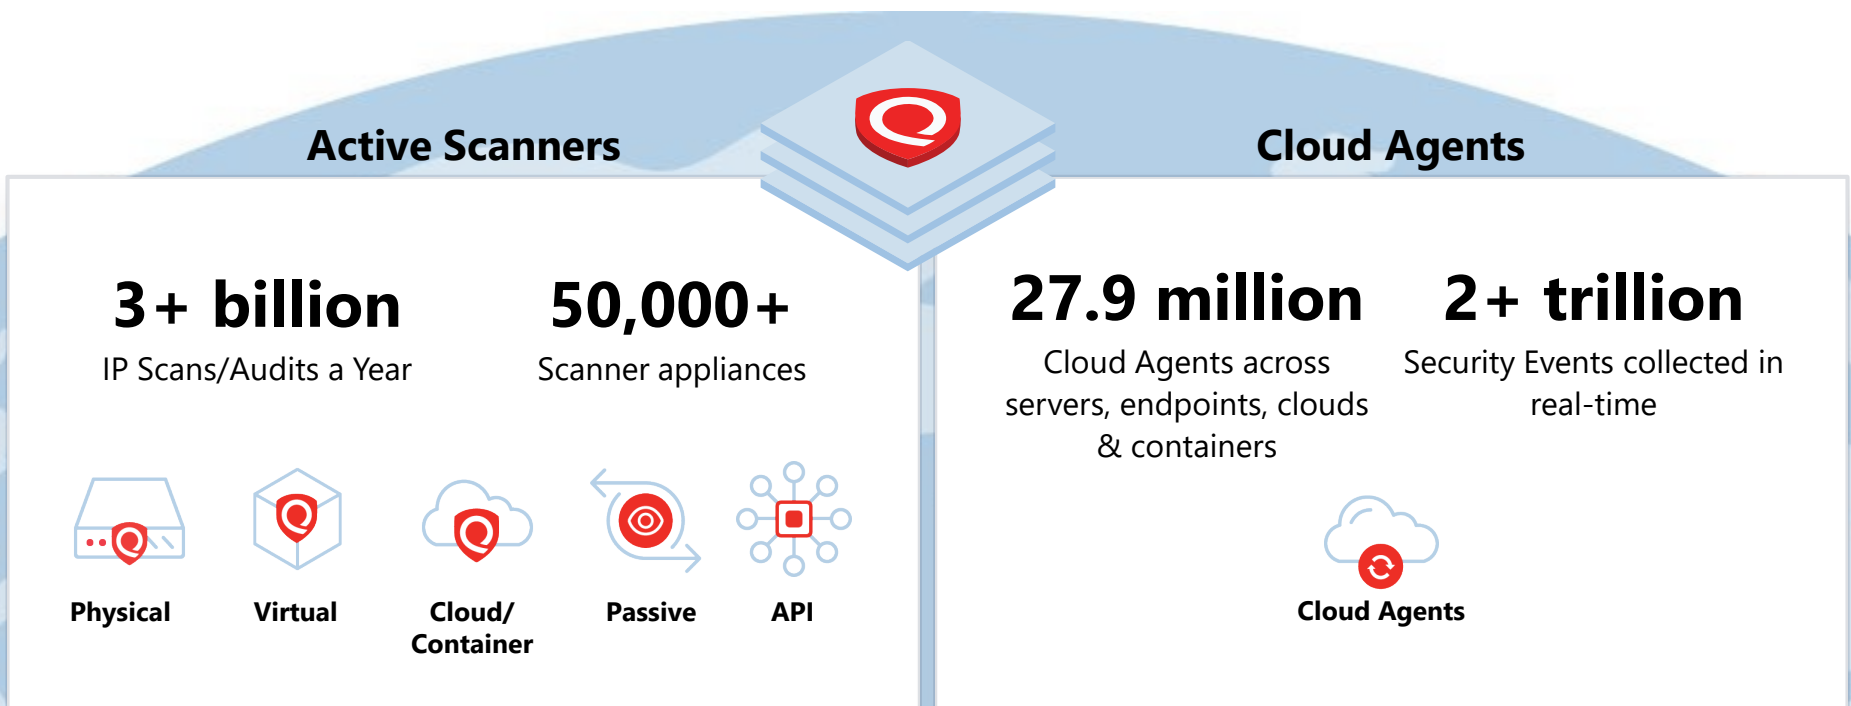 Active Scanners
3+ billion
IP Scans/Audits a Year
50,000+
Scanner appliances
Physical
Virtual
Cloud/
Container
Passive
API
Cloud Agents
27.9 million
Cloud Agents across
servers, endpoints, clouds
& containers
2+ trillion
Security Events collected in
real-time
Cloud Agents